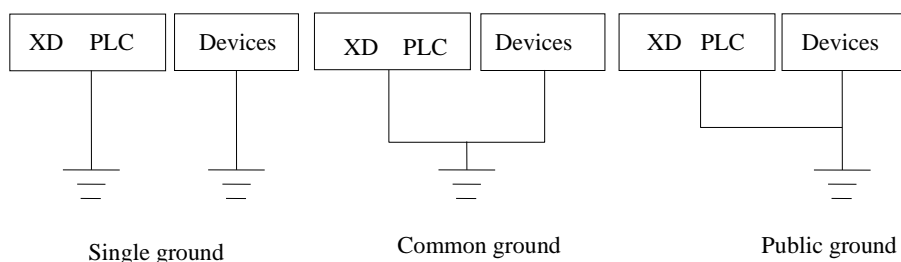 XD PLC
Devices
XD PLC
Devices
XD PLC
Devices
Single ground
Common ground
Public ground